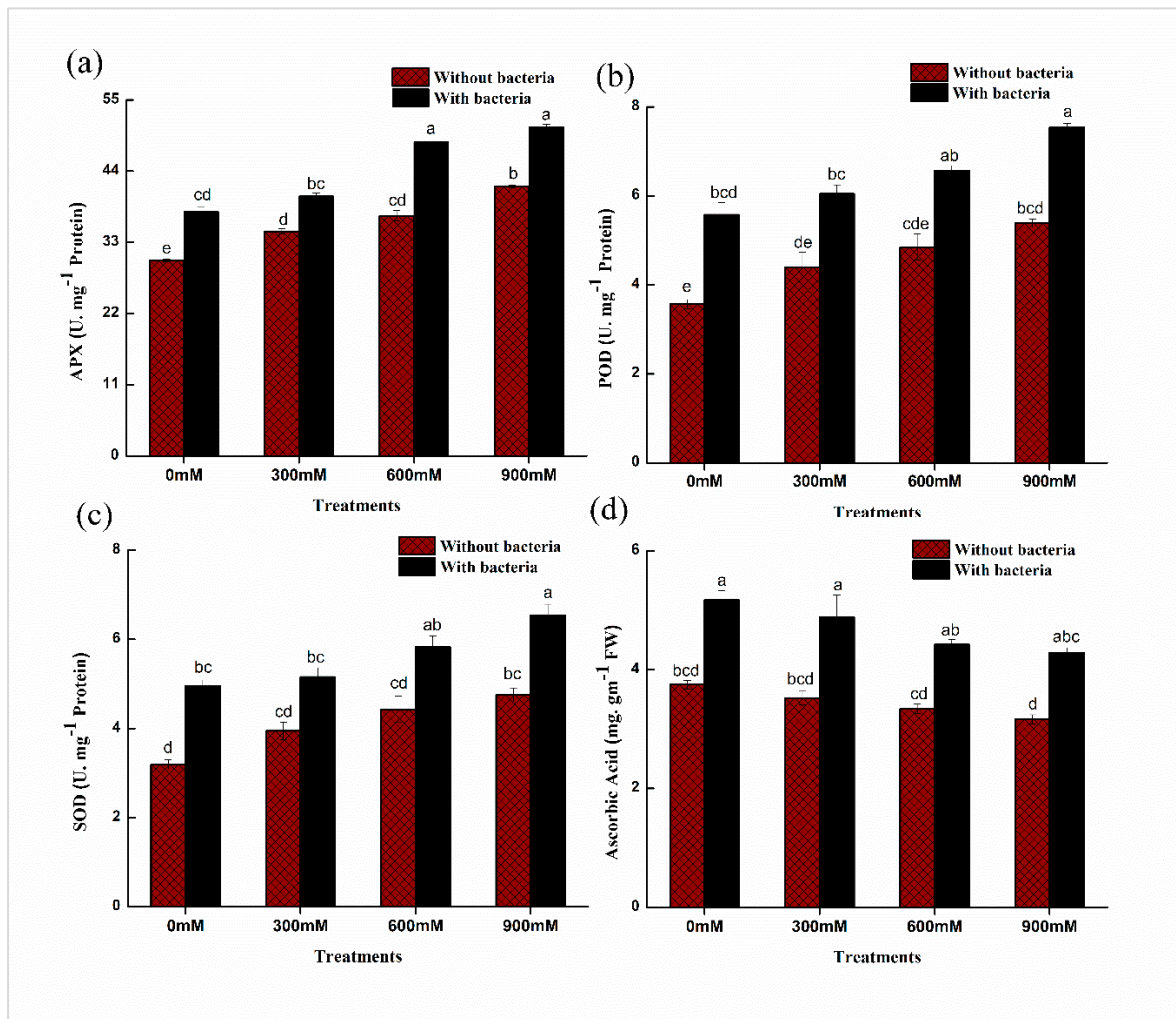 (a)
Without bacteria
With bacteria
55
44
33
22
11
0
APX (U. mg⁻¹ Protein)
e
cd
d
bc
cd
a
b
a
0mM
300mM
600mM
900mM
Treatments
(b)
Without bacteria
With bacteria
8
6
4
2
0
POD (U. mg⁻¹ Protein)
e
bcd
de
bc
cde
ab
bcd
a
0mM
300mM
600mM
900mM
Treatments
(c)
Without bacteria
With bacteria
8
6
4
2
0
SOD (U. mg⁻¹ Protein)
d
bc
cd
bc
cd
ab
bc
a
0mM
300mM
600mM
900mM
Treatments
(d)
Without bacteria
With bacteria
6
4
2
0
Ascorbic Acid (mg. gm⁻¹ FW)
bcd
a
bcd
a
cd
ab
d
abc
0mM
300mM
600mM
900mM
Treatments